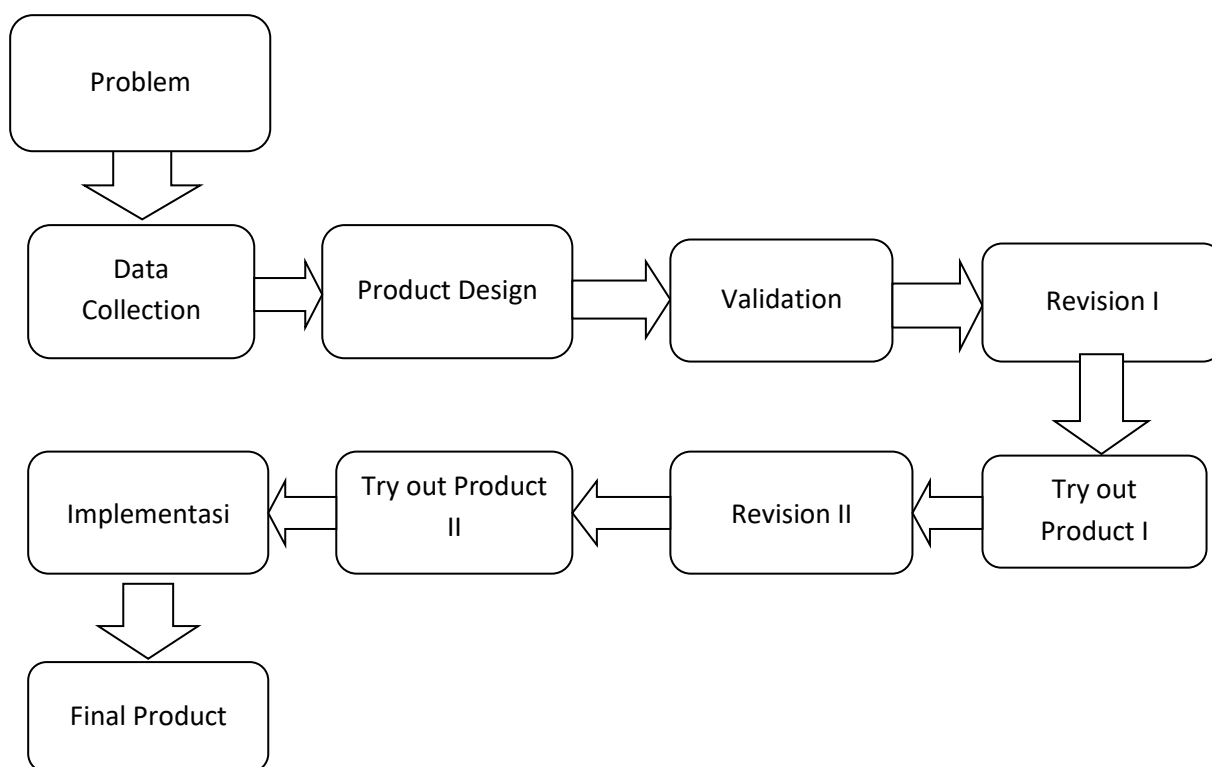 Problem
Data
Collection
Product Design
Validation
Revision I
Try out
Product I
Revision II
Try out Product
II
Implementasi
Final Product